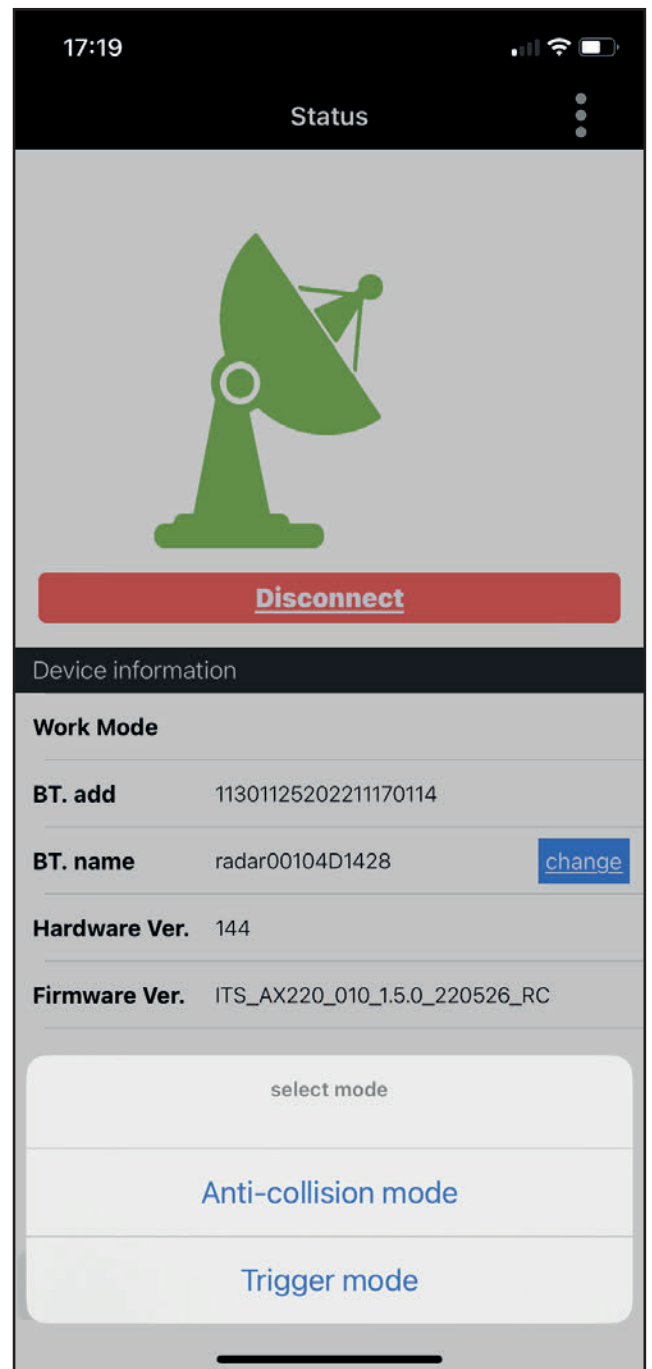 17:19
Status
Disconnect
Device information
Work Mode
BT. add 11301125202211170114
BT. name radar00104D1428 change
Hardware Ver. 144
Firmware Ver. ITS_AX220_010_1.5.0_220526_RC
select mode
Anti-collision mode
Trigger mode